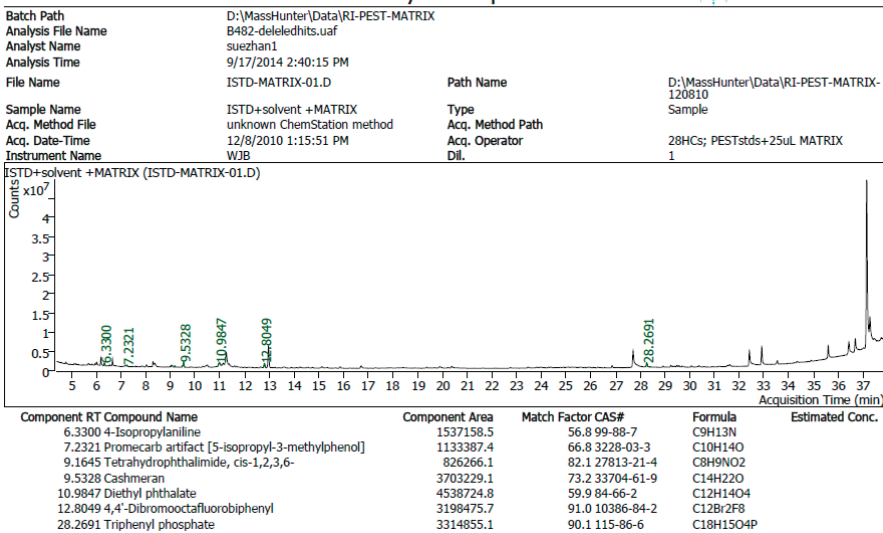 Batch Path D:\MassHunter\Data\RI-PEST-MATRIX
Analysis File Name B482-deleledhits.uaf
Analyst Name suezhan1
Analysis Time 9/17/2014 2:40:15 PM
File Name ISTD-MATRIX-01.D Path Name D:\MassHunter\Data\RI-PEST-MATRIX-
120810
Sample Name ISTD+solvent +MATRIX Type Sample
Acq. Method File unknown ChemStation method Acq. Method Path
Acq. Date-Time 12/8/2010 1:15:51 PM Acq. Operator 28HCs; PESTstds+25uL MATRIX
Instrument Name WJB Dil. 1
ISTD+solvent +MATRIX (ISTD-MATRIX-01.D)
Counts x10⁷
4
3.5
3
2.5
2
1.5
1
0.5
0
6.3300 7.2321 9.5328 10.9847 12.8049 28.2691
5 6 7 8 9 10 11 12 13 14 15 16 17 18 19 20 21 22 23 24 25 26 27 28 29 30 31 32 33 34 35 36 37
Acquisition Time (min)
Component RT Compound Name Component Area Match Factor CAS# Formula Estimated Conc.
6.3300 4-Isopropylaniline 1537158.5 56.8 99-88-7 C9H13N
7.2321 Promecarb artifact [5-isopropyl-3-methylphenol] 1133387.4 66.8 3228-03-3 C10H14O
9.1645 Tetrahydrophthalimide, cis-1,2,3,6- 826266.1 82.1 27813-21-4 C8H9NO2
9.5328 Cashmeran 3703229.1 73.2 33704-61-9 C14H22O
10.9847 Diethyl phthalate 4538724.8 59.9 84-66-2 C12H14O4
12.8049 4,4'-Dibromooctafluorobiphenyl 3198475.7 91.0 10386-84-2 C12Br2F8
28.2691 Triphenyl phosphate 3314855.1 90.1 115-86-6 C18H15O4P